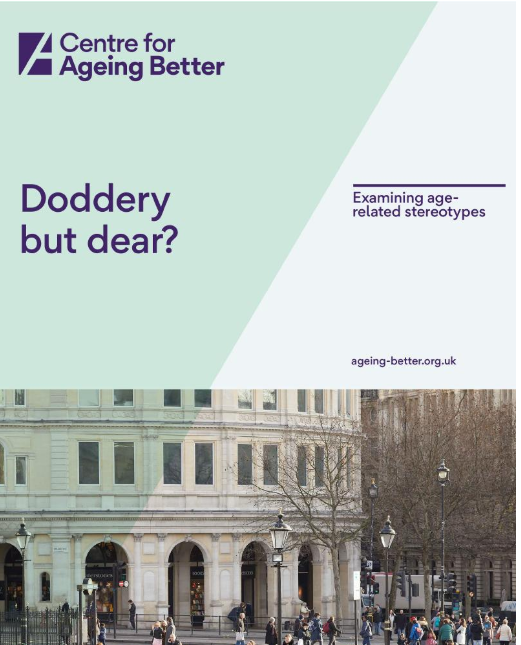 Centre for
Ageing Better
Doddery
but dear?
Examining age-
related stereotypes
ageing-better.org.uk